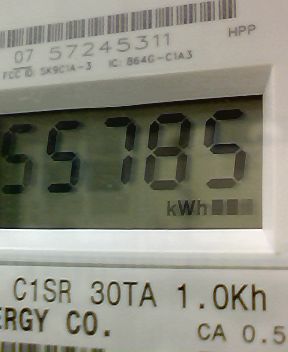 07 57245311
HPP
FCC ID: SK9C1A-3 IC: 864G-C1A3
55785
kWh
C1SR 30TA 1.0Kh
ERGY CO.
CA 0.5